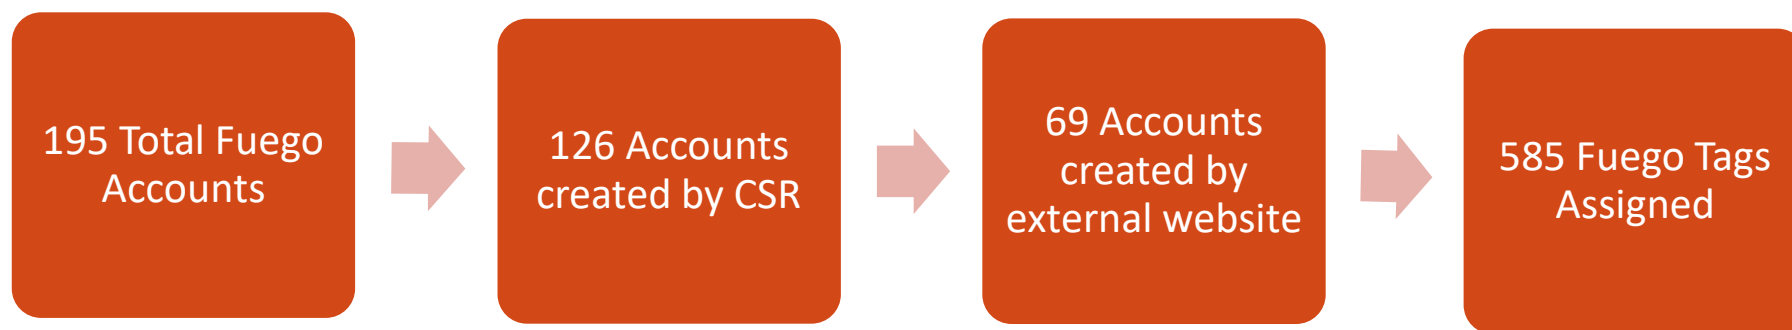 195 Total Fuego
Accounts
126 Accounts
created by CSR
69 Accounts
created by
external website
585 Fuego Tags
Assigned